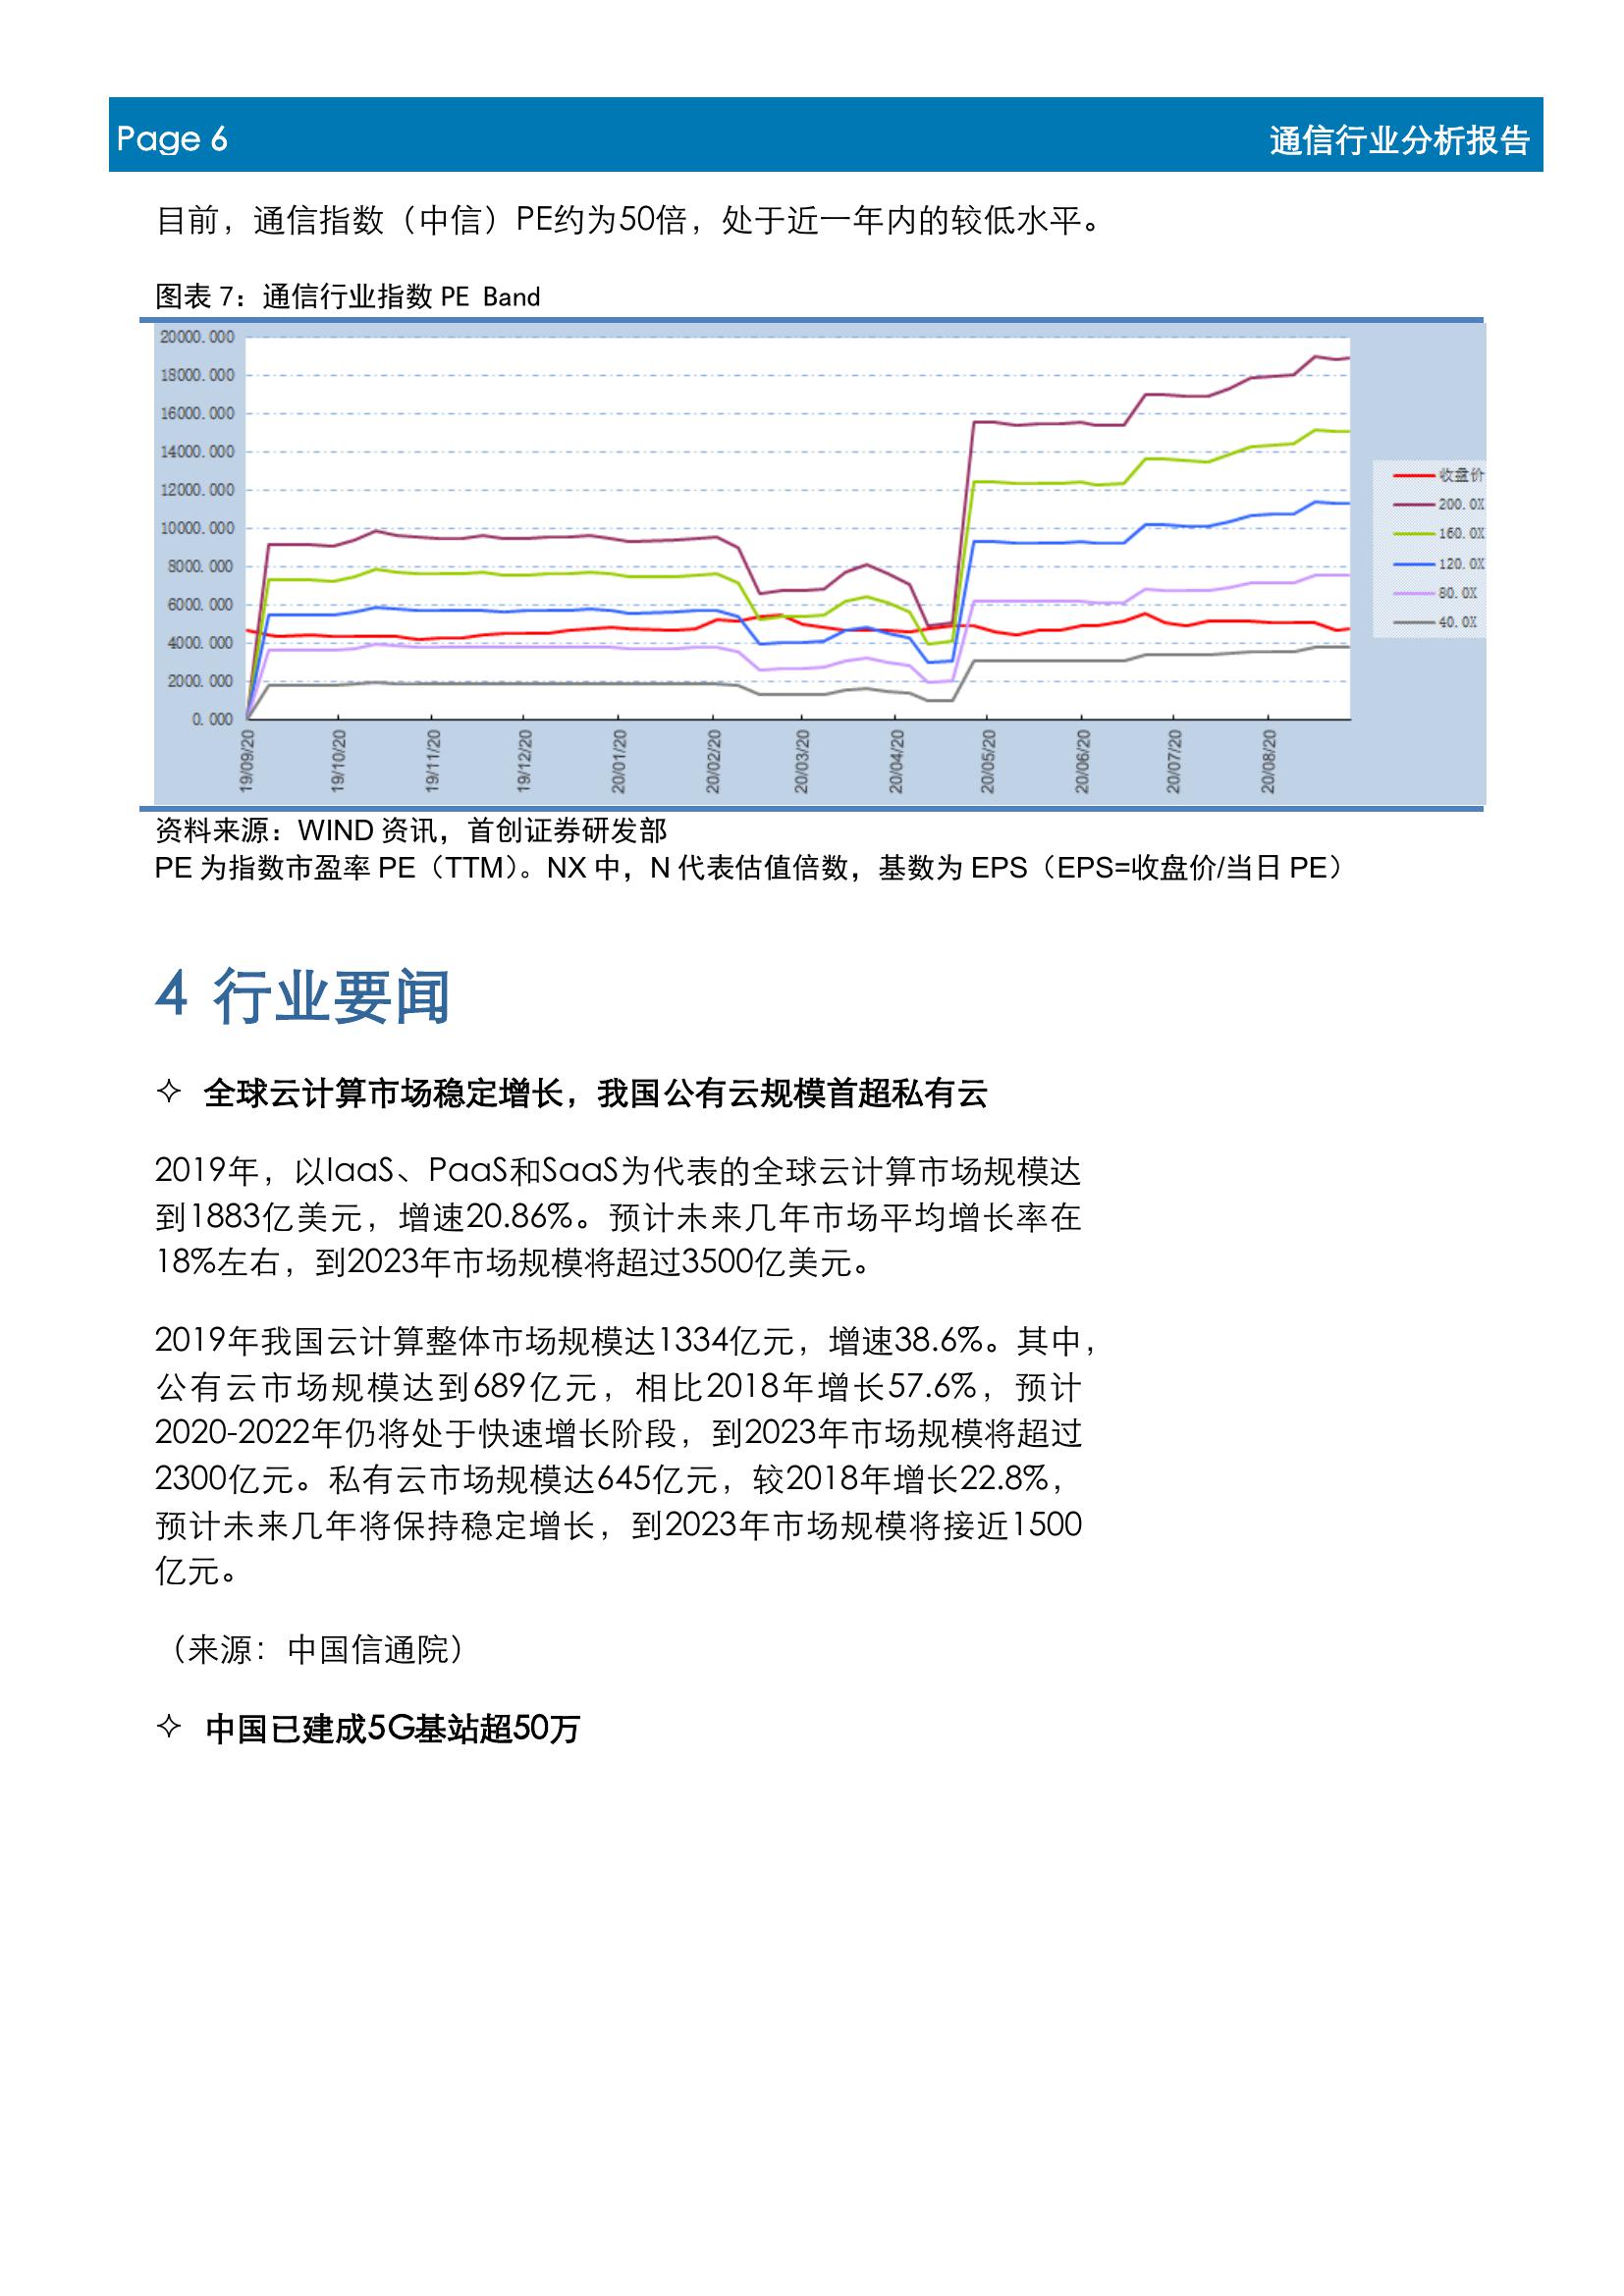 Page 6
通信行业分析报告
目前，通信指数（中信）PE约为50倍，处于近一年内的较低水平。
图表 7：通信行业指数 PE Band
20000.000
18000.000
16000.000
14000.000
12000.000
10000.000
8000.000
6000.000
4000.000
2000.000
0.000
19/09/20
19/10/20
19/11/20
19/12/20
20/01/20
20/02/20
20/03/20
20/04/20
20/05/20
20/06/20
20/07/20
20/08/20
收盘价
200.0X
160.0X
120.0X
80.0X
40.0X
资料来源：WIND 资讯，首创证券研发部
PE 为指数市盈率 PE（TTM）。NX 中，N 代表估值倍数，基数为 EPS（EPS=收盘价/当日 PE）
4 行业要闻
✧ 全球云计算市场稳定增长，我国公有云规模首超私有云
2019年，以IaaS、PaaS和SaaS为代表的全球云计算市场规模达
到1883亿美元，增速20.86%。预计未来几年市场平均增长率在
18%左右，到2023年市场规模将超过3500亿美元。
2019年我国云计算整体市场规模达1334亿元，增速38.6%。其中，
公有云市场规模达到689亿元，相比2018年增长57.6%，预计
2020-2022年仍将处于快速增长阶段，到2023年市场规模将超过
2300亿元。私有云市场规模达645亿元，较2018年增长22.8%，
预计未来几年将保持稳定增长，到2023年市场规模将接近1500
亿元。
（来源：中国信通院）
✧ 中国已建成5G基站超50万